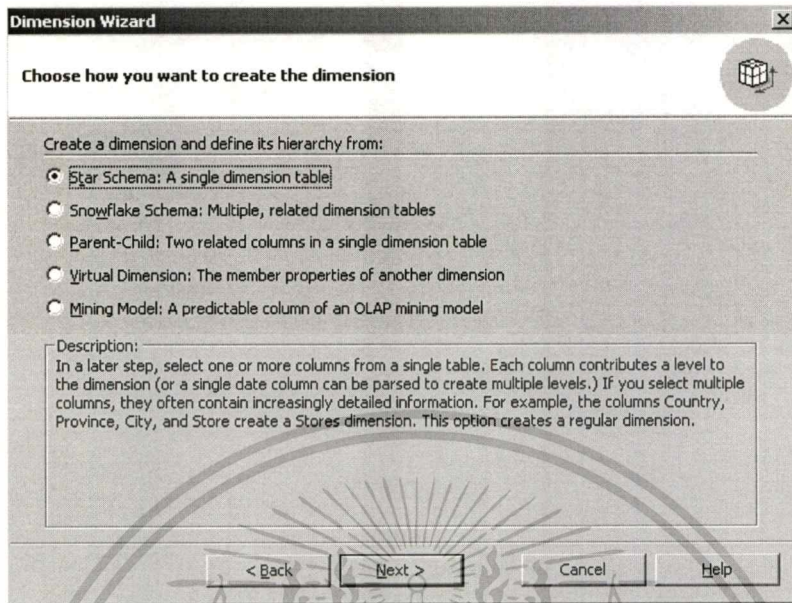 Dimension Wizard
Choose how you want to create the dimension
Create a dimension and define its hierarchy from:
Star Schema: A single dimension table
Snowflake Schema: Multiple, related dimension tables
Parent-Child: Two related columns in a single dimension table
Virtual Dimension: The member properties of another dimension
Mining Model: A predictable column of an OLAP mining model
Description:
In a later step, select one or more columns from a single table. Each column contributes a level to
the dimension (or a single date column can be parsed to create multiple levels.) If you select multiple
columns, they often contain increasingly detailed information. For example, the columns Country,
Province, City, and Store create a Stores dimension. This option creates a regular dimension.
< Back
Next >
Cancel
Help